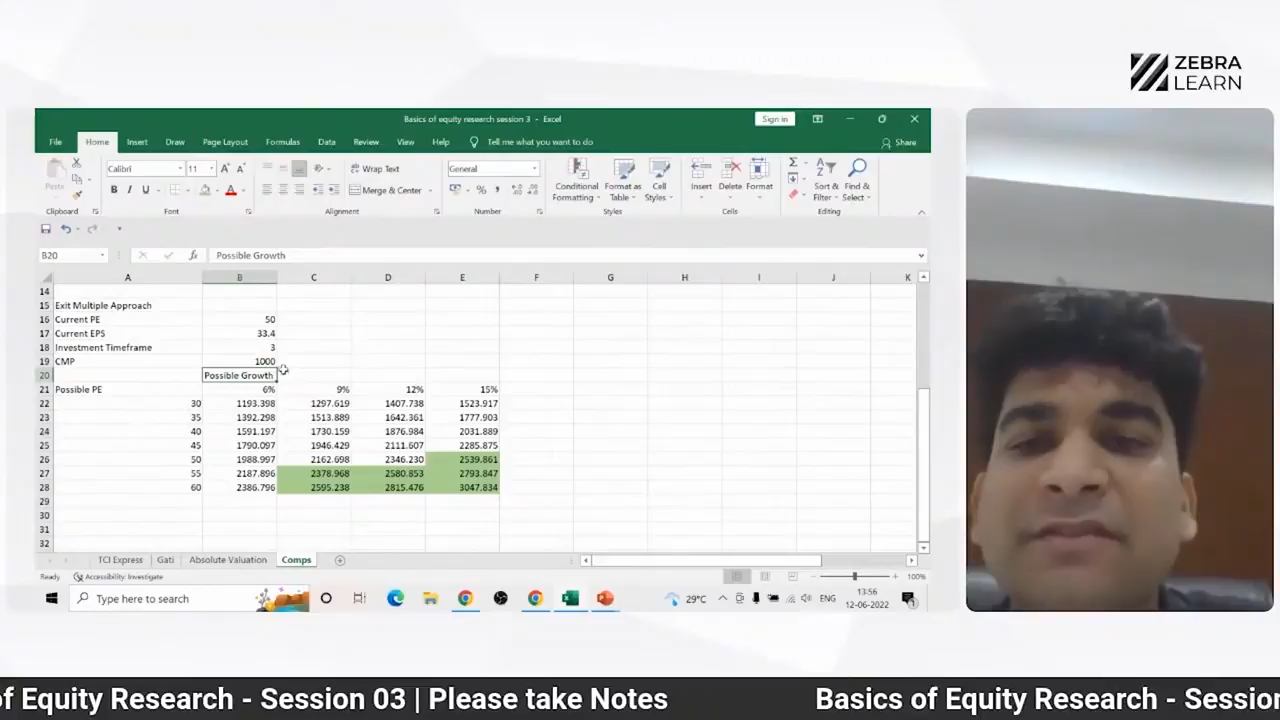 ZEBRA
LEARN
Basics of equity research session 3 - Excel
Sign in
File Home Insert Draw Page Layout Formulas Data Review View Help Tell me what you want to do Share
Paste
Calibri 11
Wrap Text
General
Conditional Formatting
Format as Table
Cell Styles
Insert Delete Format
Sort & Filter
Find & Select
B I U
Merge & Center
Clipboard Font Alignment Number Styles Cells Editing
B20 fx Possible Growth
A B C D E F G H I J K
14
15 Exit Multiple Approach
16 Current PE 50
17 Current EPS 33.4
18 Investment Timeframe 3
19 CMP 1000
20 Possible Growth
21 Possible PE 6% 9% 12% 15%
22 30 1193.398 1297.619 1407.738 1523.917
23 35 1392.298 1513.889 1642.361 1777.903
24 40 1591.197 1730.159 1876.984 2031.889
25 45 1790.097 1946.429 2111.607 2285.875
26 50 1988.997 2162.698 2346.230 2539.861
27 55 2187.896 2378.968 2580.853 2793.847
28 60 2386.796 2595.238 2815.476 3047.834
29
30
31
32
TCI Express Gati Absolute Valuation Comps
Ready Accessibility: Investigate 100%
Type here to search
29°C
ENG
13:56
12-06-2022
of Equity Research - Session 03 | Please take Notes Basics of Equity Research - Session